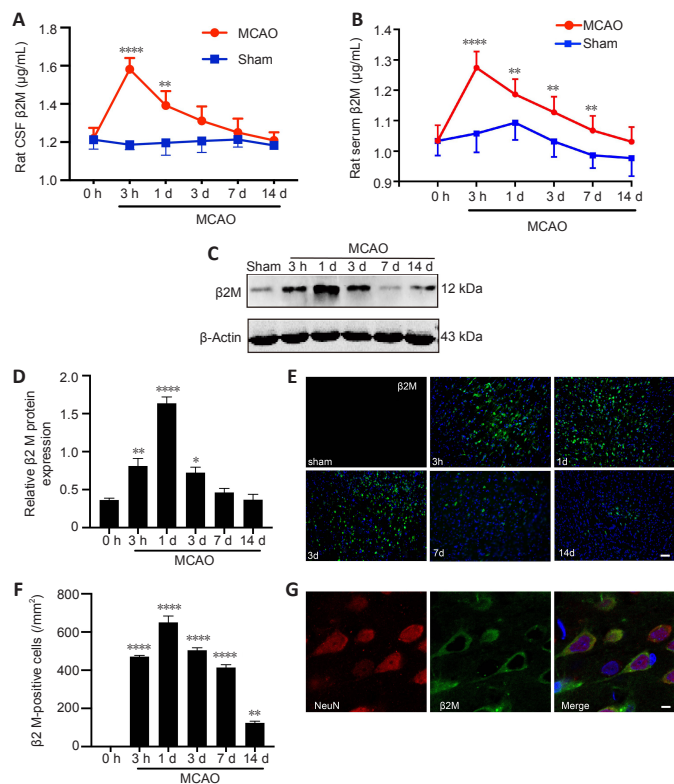 A
Rat CSF β2M (μg/mL)
1.8
1.6
1.4
1.2
1.0
****
**
MCAO
Sham
0 h
3 h
1 d
3 d
7 d
14 d
MCAO
B
Rat serum β2M (μg/mL)
1.4
1.3
1.2
1.1
1.0
0.9
****
**
**
**
MCAO
Sham
0 h
3 h
1 d
3 d
7 d
14 d
MCAO
C
MCAO
Sham 3 h 1 d 3 d 7 d 14 d
β2M
12 kDa
β-Actin
43 kDa
D
Relative β2 M protein
expression
2.0
1.5
1.0
0.5
0
**
****
*
0 h
3 h
1 d
3 d
7 d
14 d
MCAO
E
β2M
sham
3h
1d
3d
7d
14d
F
β2 M-positive cells (/mm²)
800
600
400
200
0
****
****
****
****
**
0 h
3 h
1 d
3 d
7 d
14 d
MCAO
G
NeuN
β2M
Merge